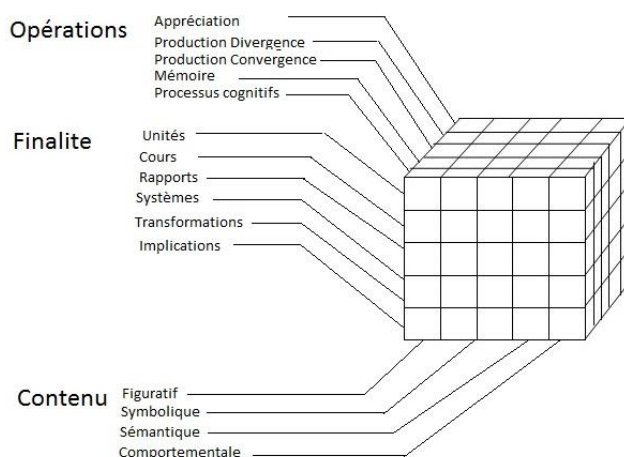 Opérations
Appréciation
Production Divergence
Production Convergence
Mémoire
Processus cognitifs
Finalite
Unités
Cours
Rapports
Systèmes
Transformations
Implications
Contenu
Figuratif
Symbolique
Sémantique
Comportementale